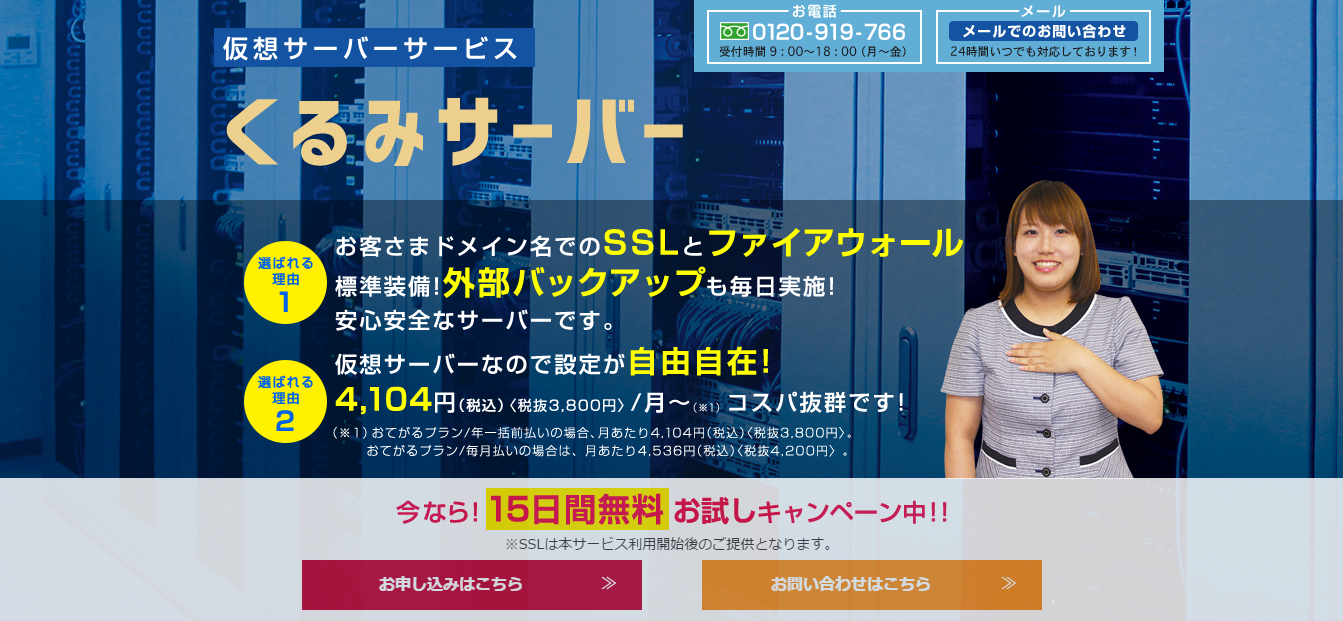 お電話
0120-919-766
受付時間 9:00〜18:00(月〜金)
メール
メールでのお問い合わせ
24時間いつでも対応しております!
仮想サーバーサービス
くるみサーバー
選ばれる
理由
1
お客さまドメイン名でのSSLとファイアウォール
標準装備!外部バックアップも毎日実施!
安心安全なサーバーです。
選ばれる
理由
2
仮想サーバーなので設定が自由自在!
4,104円(税込)〈税抜3,800円〉/月〜(※1)コスパ抜群です!
(※1)おてがるプラン/年一括前払いの場合、月あたり4,104円(税込)〈税抜3,800円〉。
おてがるプラン/毎月払いの場合は、月あたり4,536円(税込)〈税抜4,200円〉。
今なら!15日間無料お試しキャンペーン中!!
※SSLは本サービス利用開始後のご提供となります。
お申し込みはこちら
お問い合わせはこちら